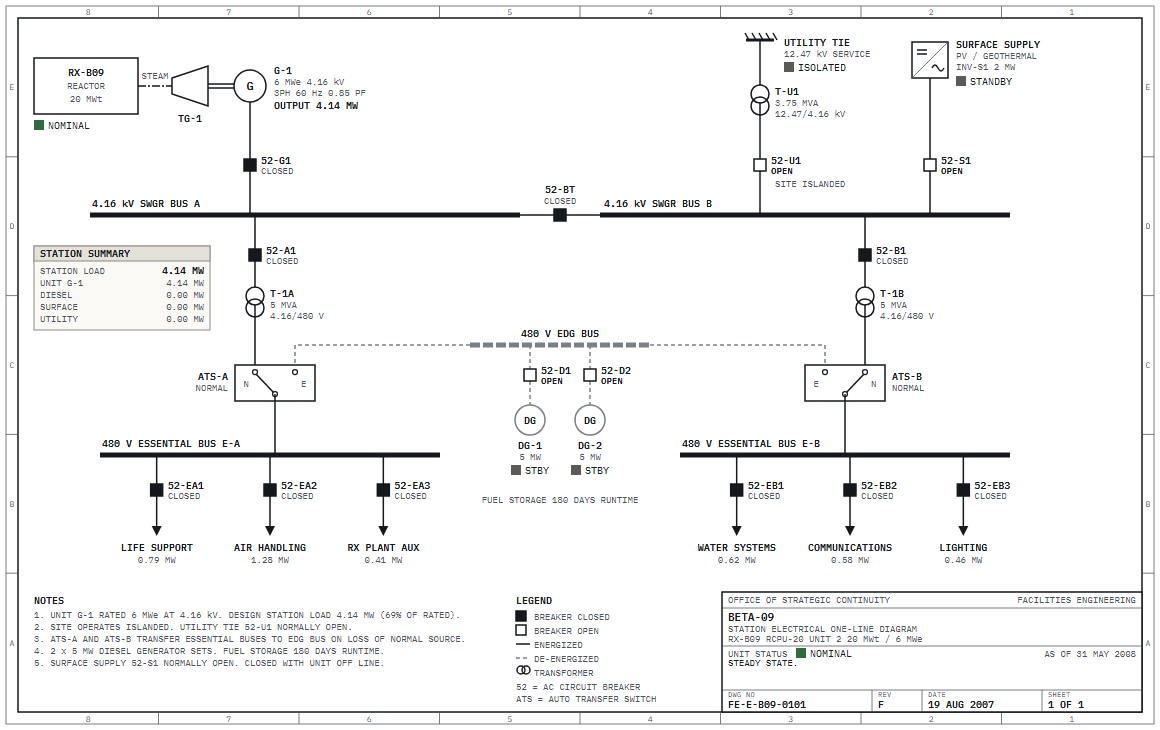 8 7 6 5 4 3 2 1
E
D
C
B
A
E
D
C
B
A
RX-B09
REACTOR
20 MWt
NOMINAL
STEAM
TG-1
G
G-1
6 MWe 4.16 kV
3PH 60 Hz 0.85 PF
OUTPUT 4.14 MW
UTILITY TIE
12.47 kV SERVICE
ISOLATED
T-U1
3.75 MVA
12.47/4.16 kV
SURFACE SUPPLY
PV / GEOTHERMAL
INV-S1 2 MW
STANDBY
52-G1
CLOSED
52-U1
OPEN
SITE ISLANDED
52-S1
OPEN
4.16 kV SWGR BUS A
52-BT
CLOSED
4.16 kV SWGR BUS B
STATION SUMMARY
STATION LOAD 4.14 MW
UNIT G-1 4.14 MW
DIESEL 0.00 MW
SURFACE 0.00 MW
UTILITY 0.00 MW
52-A1
CLOSED
T-1A
5 MVA
4.16/480 V
52-B1
CLOSED
T-1B
5 MVA
4.16/480 V
480 V EDG BUS
ATS-A
NORMAL
N E
52-D1
OPEN
52-D2
OPEN
E N
ATS-B
NORMAL
DG
DG-1
5 MW
STBY
DG
DG-2
5 MW
STBY
FUEL STORAGE 180 DAYS RUNTIME
480 V ESSENTIAL BUS E-A
52-EA1
CLOSED
52-EA2
CLOSED
52-EA3
CLOSED
LIFE SUPPORT
0.79 MW
AIR HANDLING
1.28 MW
RX PLANT AUX
0.41 MW
480 V ESSENTIAL BUS E-B
52-EB1
CLOSED
52-EB2
CLOSED
52-EB3
CLOSED
WATER SYSTEMS
0.62 MW
COMMUNICATIONS
0.58 MW
LIGHTING
0.46 MW
NOTES
1. UNIT G-1 RATED 6 MWe AT 4.16 kV. DESIGN STATION LOAD 4.14 MW (69% OF RATED).
2. SITE OPERATES ISLANDED. UTILITY TIE 52-U1 NORMALLY OPEN.
3. ATS-A AND ATS-B TRANSFER ESSENTIAL BUSES TO EDG BUS ON LOSS OF NORMAL SOURCE.
4. 2 x 5 MW DIESEL GENERATOR SETS. FUEL STORAGE 180 DAYS RUNTIME.
5. SURFACE SUPPLY 52-S1 NORMALLY OPEN. CLOSED WITH UNIT OFF LINE.
LEGEND
BREAKER CLOSED
BREAKER OPEN
ENERGIZED
DE-ENERGIZED
TRANSFORMER
52 = AC CIRCUIT BREAKER
ATS = AUTO TRANSFER SWITCH
OFFICE OF STRATEGIC CONTINUITY FACILITIES ENGINEERING
BETA-09
STATION ELECTRICAL ONE-LINE DIAGRAM
RX-B09 RCPU-20 UNIT 2 20 MWt / 6 MWe
UNIT STATUS NOMINAL AS OF 31 MAY 2008
STEADY STATE.
DWG NO REV DATE SHEET
FE-E-B09-0101 F 19 AUG 2007 1 OF 1
8 7 6 5 4 3 2 1